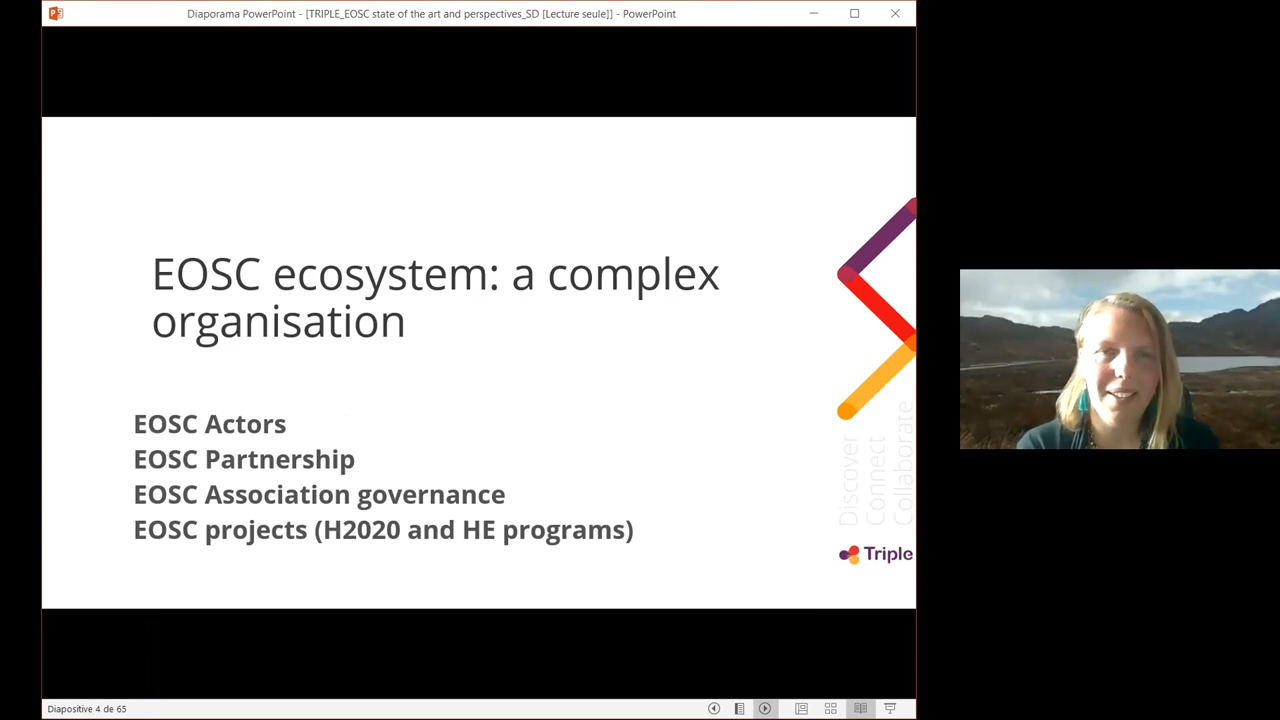 Diaporama PowerPoint - [TRIPLE_EOSC state of the art and perspectives_SD [Lecture seule]] - PowerPoint
EOSC ecosystem: a complex
organisation
EOSC Actors
EOSC Partnership
EOSC Association governance
EOSC projects (H2020 and HE programs)
Discover
Connect
Collaborate
Triple
Diapositive 4 de 65